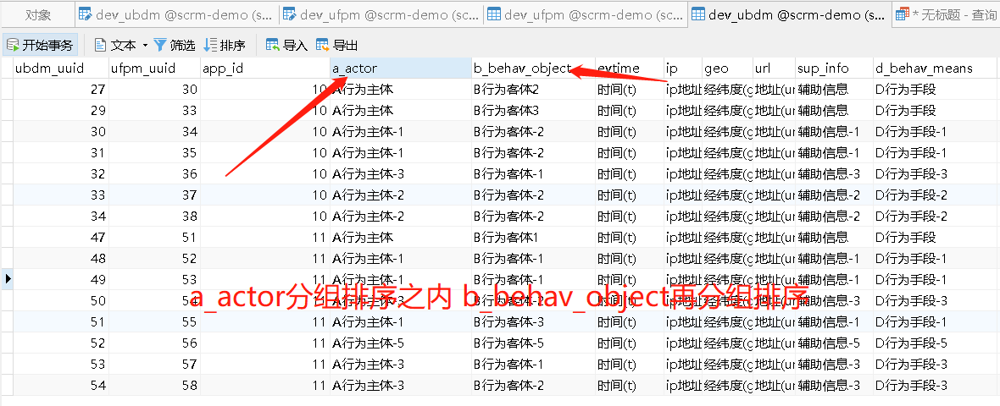 对象 dev_ubdm @scrm-demo (s... dev_ufpm @scrm-demo (sc... dev_ufpm @scrm-demo (sc... dev_ubdm @scrm-demo (s... * 无标题 - 查询
开始事务 文本 筛选 排序 导入 导出
ubdm_uuid ufpm_uuid app_id a_actor b_behav_object evtime ip geo url sup_info d_behav_means
27 30 10 A行为主体 B行为客体2 时间(t) ip地址 经纬度(g 地址(ur 辅助信息 D行为手段
29 33 10 A行为主体 B行为客体3 时间(t) ip地址 经纬度(g 地址(ur 辅助信息 D行为手段
30 34 10 A行为主体-1 B行为客体-2 时间(t) ip地址 经纬度(g 地址(ur 辅助信息-1 D行为手段-1
31 35 10 A行为主体-1 B行为客体-2 时间(t) ip地址 经纬度(g 地址(ur 辅助信息-1 D行为手段-1
32 36 10 A行为主体-3 B行为客体-1 时间(t) ip地址 经纬度(g 地址(ur 辅助信息-3 D行为手段-3
33 37 10 A行为主体-2 B行为客体-2 时间(t) ip地址 经纬度(g 地址(ur 辅助信息-2 D行为手段-2
34 38 10 A行为主体-2 B行为客体-2 时间(t) ip地址 经纬度(g 地址(ur 辅助信息-2 D行为手段-2
47 51 11 A行为主体 B行为客体1 时间(t) ip地址 经纬度(g 地址(ur 辅助信息 D行为手段
48 52 11 A行为主体-1 B行为客体-1 时间(t) ip地址 经纬度(g 地址(ur 辅助信息-1 D行为手段-1
49 53 11 A行为主体-1 B行为客体-1 时间(t) ip地址 经纬度(g 地址(ur 辅助信息-1 D行为手段-1
a_actor分组排序之内 b_behav_object再分组排序
50 54 11 A行为主体-3 B行为客体-2 时间(t) ip地址 经纬度(g 地址(ur 辅助信息-3 D行为手段-3
51 55 11 A行为主体-1 B行为客体-3 时间(t) ip地址 经纬度(g 地址(ur 辅助信息-1 D行为手段-1
52 56 11 A行为主体-5 B行为客体-5 时间(t) ip地址 经纬度(g 地址(ur 辅助信息-5 D行为手段-5
53 57 11 A行为主体-3 B行为客体-1 时间(t) ip地址 经纬度(g 地址(ur 辅助信息-3 D行为手段-3
54 58 11 A行为主体-3 B行为客体-2 时间(t) ip地址 经纬度(g 地址(ur 辅助信息-3 D行为手段-3